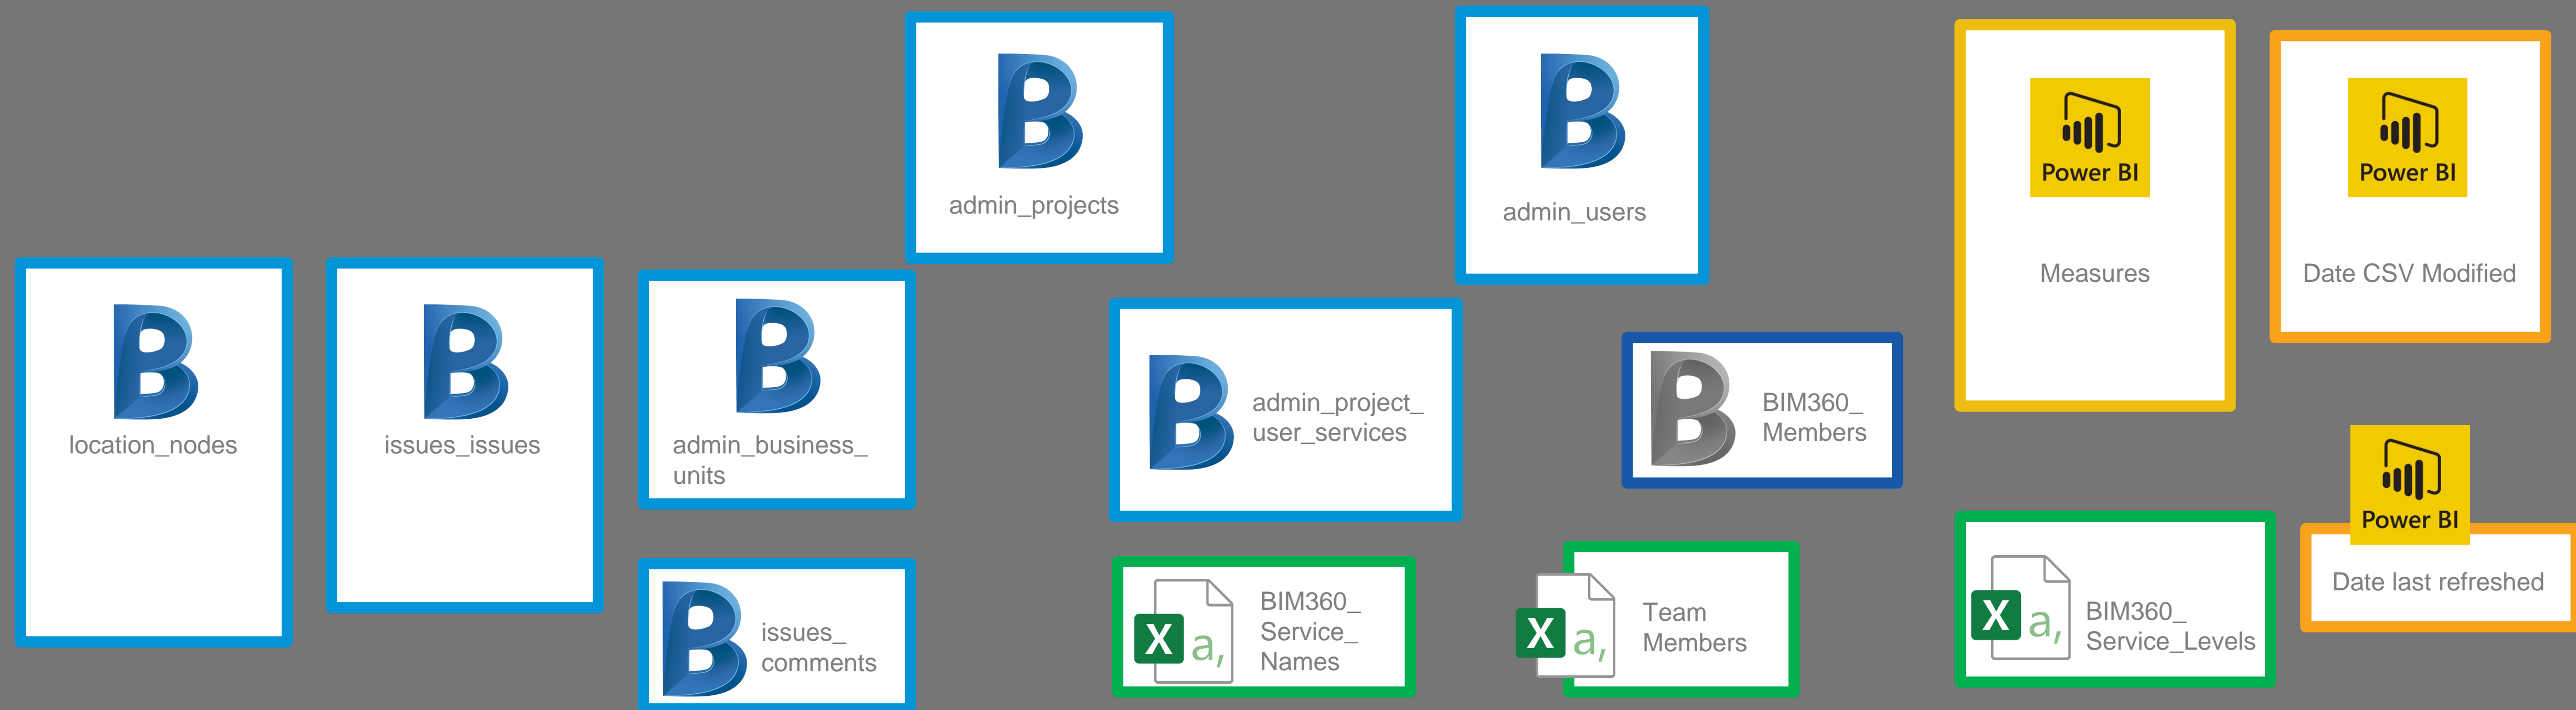 admin_projects
admin_users
Power BI
Measures
Power BI
Date CSV Modified
location_nodes
issues_issues
admin_business_
units
admin_project_
user_services
BIM360_
Members
issues_
comments
X a,
BIM360_
Service_
Names
X a,
Team
Members
X a,
BIM360_
Service_Levels
Power BI
Date last refreshed